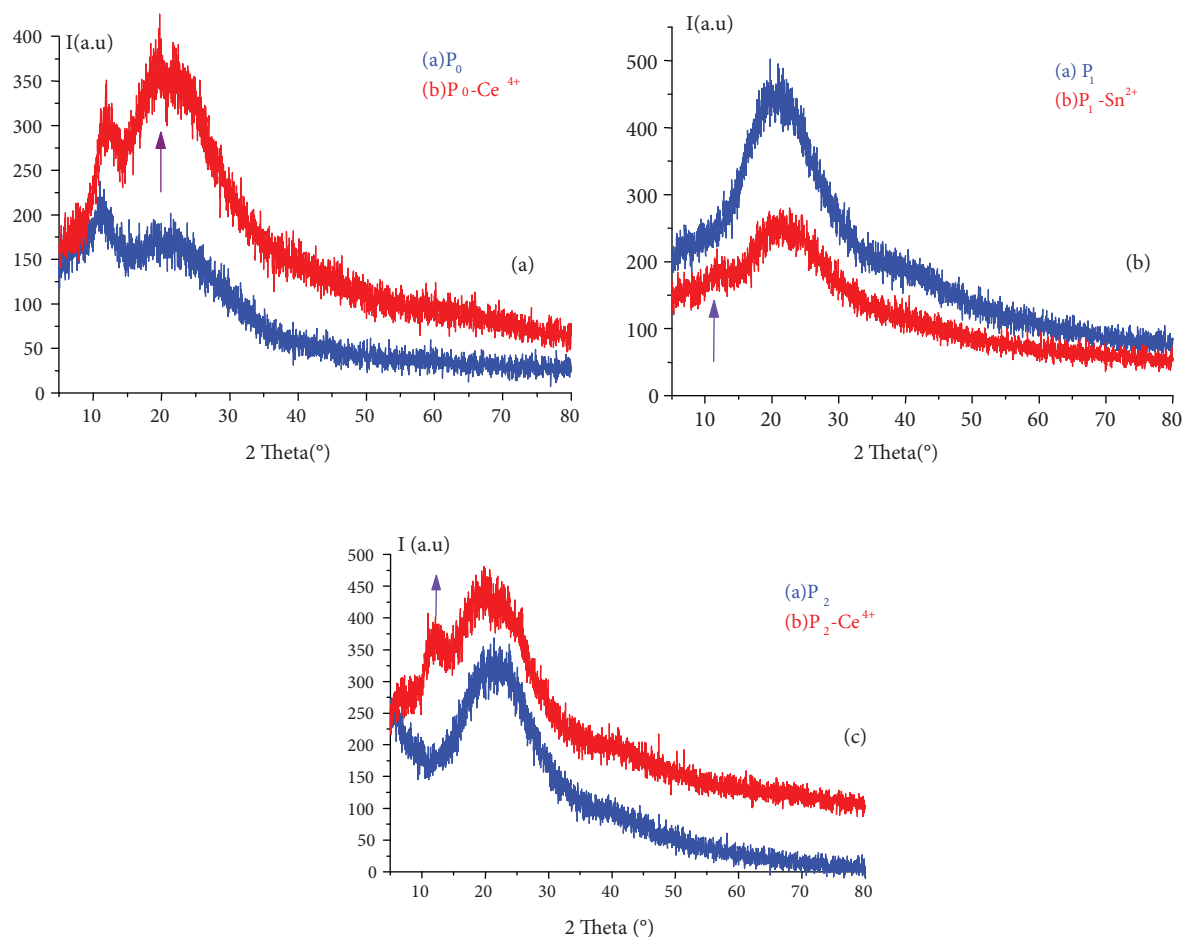 I(a.u)
(a)P₀
(b)P₀-Ce⁴⁺
400
350
300
250
200
150
100
50
0
(a)
10 20 30 40 50 60 70 80
2 Theta(°)
I(a.u)
(a) P₁
(b)P₁-Sn²⁺
500
400
300
200
100
0
(b)
10 20 30 40 50 60 70 80
2 Theta(°)
I (a.u)
(a)P₂
(b)P₂-Ce⁴⁺
500
450
400
350
300
250
200
150
100
50
0
(c)
10 20 30 40 50 60 70 80
2 Theta (°)